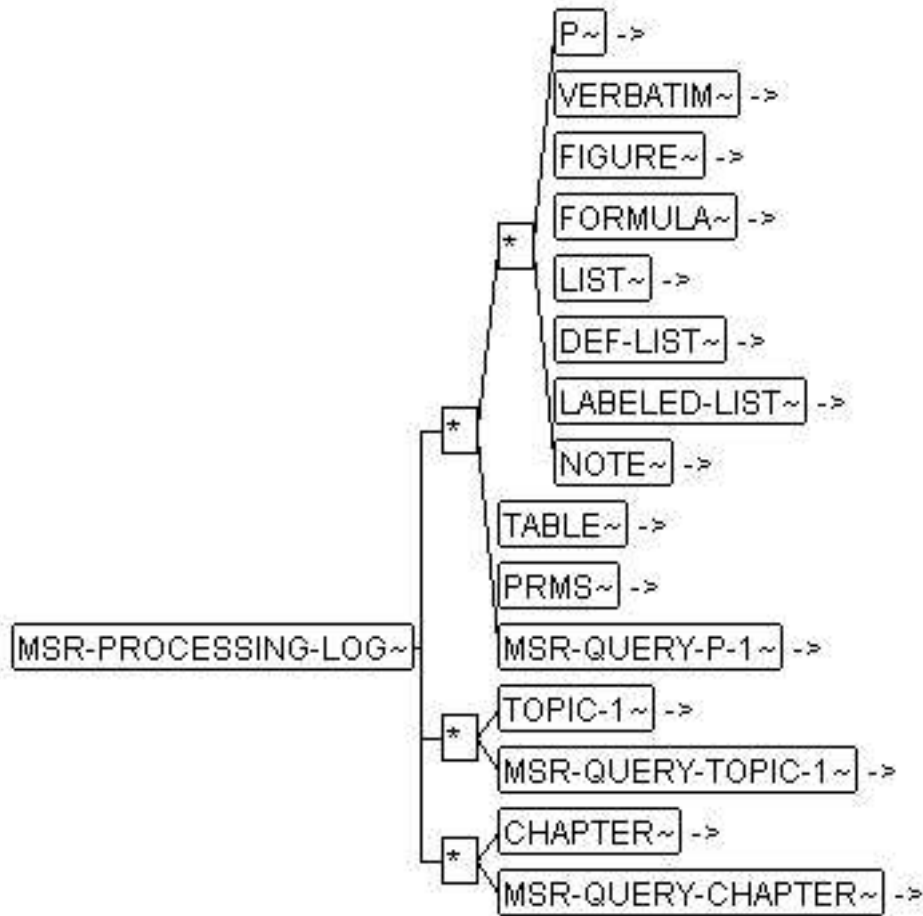 P~ ->
VERBATIM~ ->
FIGURE~ ->
FORMULA~ ->
*
LIST~ ->
DEF-LIST~ ->
LABELED-LIST~ ->
*
NOTE~ ->
TABLE~ ->
PRMS~ ->
MSR-PROCESSING-LOG~
MSR-QUERY-P-1~ ->
TOPIC-1~ ->
*
MSR-QUERY-TOPIC-1~ ->
CHAPTER~ ->
*
MSR-QUERY-CHAPTER~ ->